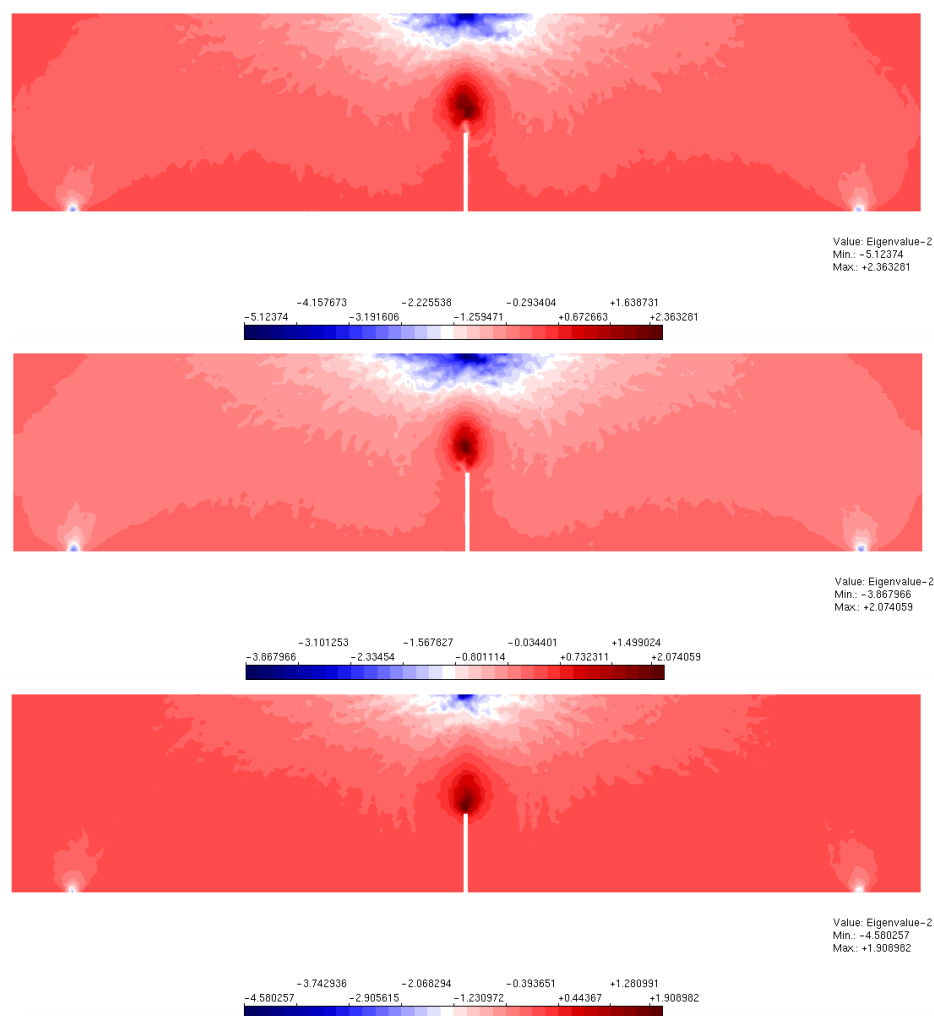 Value: Eigenvalue-2
Min.: -5.12374
Max.: +2.363281
-4.157673 -2.225538 -0.293404 +1.638731
-5.12374 -3.191606 -1.259471 +0.672663 +2.363281
Value: Eigenvalue-2
Min.: -3.867966
Max.: +2.074059
-3.101253 -1.567827 -0.034401 +1.499024
-3.867966 -2.33454 -0.801114 +0.732311 +2.074059
Value: Eigenvalue-2
Min.: -4.580257
Max.: +1.908982
-3.742936 -2.068294 -0.393651 +1.280991
-4.580257 -2.905615 -1.230972 +0.44367 +1.908982